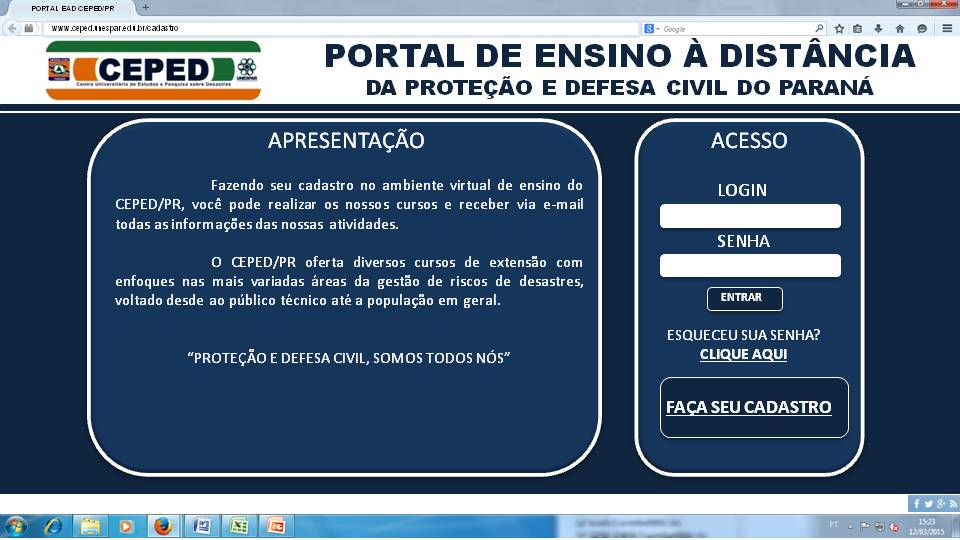 PORTAL EAD CEPED/PR
www.ceped.unespar.edu.br/cadastro
Google
CEPED
UNESPAR
Centro Universitário de Estudos e Pesquisa sobre Desastres
PORTAL DE ENSINO À DISTÂNCIA
DA PROTEÇÃO E DEFESA CIVIL DO PARANÁ
APRESENTAÇÃO
Fazendo seu cadastro no ambiente virtual de ensino do
CEPED/PR, você pode realizar os nossos cursos e receber via e-mail
todas as informações das nossas atividades.
O CEPED/PR oferta diversos cursos de extensão com
enfoques nas mais variadas áreas da gestão de riscos de desastres,
voltado desde ao público técnico até a população em geral.
“PROTEÇÃO E DEFESA CIVIL, SOMOS TODOS NÓS”
ACESSO
LOGIN
SENHA
ENTRAR
ESQUECEU SUA SENHA?
CLIQUE AQUI
FAÇA SEU CADASTRO
PT
15:23
12/03/2015